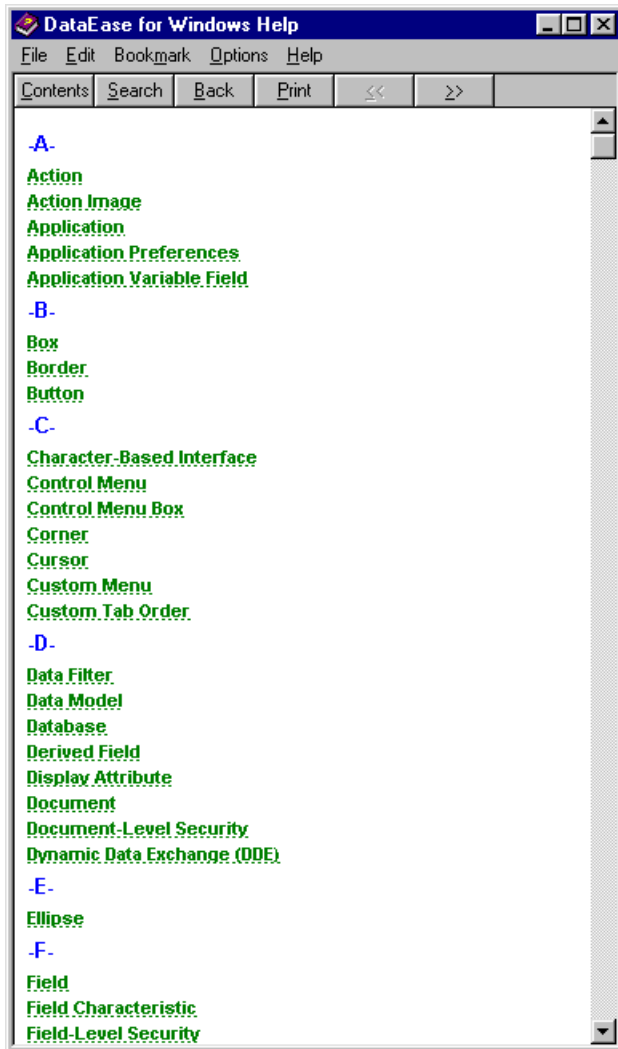 DataEase for Windows Help
File Edit Bookmark Options Help
Contents Search Back Print << >>
-A-
Action
Action Image
Application
Application Preferences
Application Variable Field
-B-
Box
Border
Button
-C-
Character-Based Interface
Control Menu
Control Menu Box
Corner
Cursor
Custom Menu
Custom Tab Order
-D-
Data Filter
Data Model
Database
Derived Field
Display Attribute
Document
Document-Level Security
Dynamic Data Exchange (DDE)
-E-
Ellipse
-F-
Field
Field Characteristic
Field-Level Security